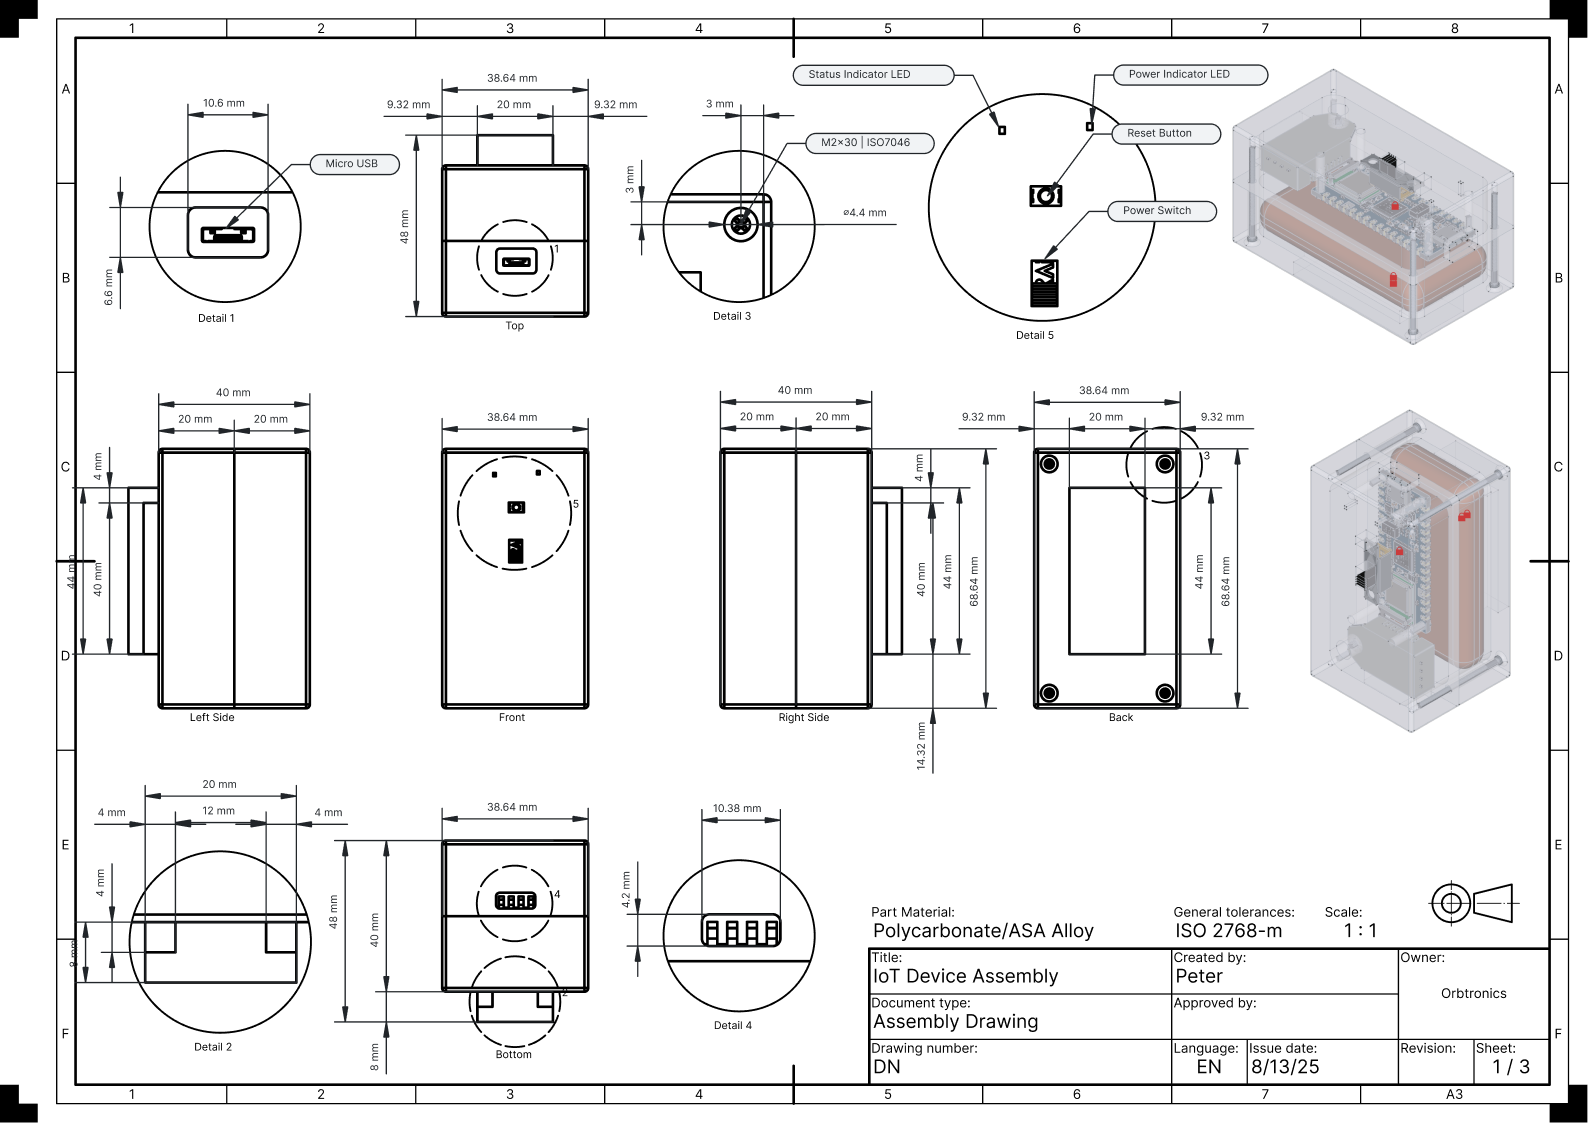 1 2 3 4 5 6 7 8
A A
B B
C C
D D
E E
F F
10.6 mm
Micro USB
6.6 mm
Detail 1
38.64 mm
9.32 mm 20 mm 9.32 mm
48 mm
1
Top
3 mm
M2×30 | ISO7046
3 mm
⌀4.4 mm
Detail 3
Status Indicator LED
Power Indicator LED
Reset Button
Power Switch
Detail 5
40 mm
20 mm 20 mm
4 mm
44 mm
40 mm
Left Side
38.64 mm
5
Front
40 mm
20 mm 20 mm
4 mm
40 mm
44 mm
68.64 mm
14.32 mm
Right Side
38.64 mm
9.32 mm 20 mm 9.32 mm
3
44 mm
68.64 mm
Back
20 mm
4 mm 12 mm 4 mm
4 mm
8 mm
Detail 2
38.64 mm
48 mm
40 mm
4
2
8 mm
Bottom
10.38 mm
4.2 mm
Detail 4
Part Material:
Polycarbonate/ASA Alloy
General tolerances:
ISO 2768-m
Scale:
1 : 1
Title:
IoT Device Assembly
Created by:
Peter
Owner:
Orbtronics
Document type:
Assembly Drawing
Approved by:
Drawing number:
DN
Language:
EN
Issue date:
8/13/25
Revision:
Sheet:
1 / 3
1 2 3 4 5 6 7 A3